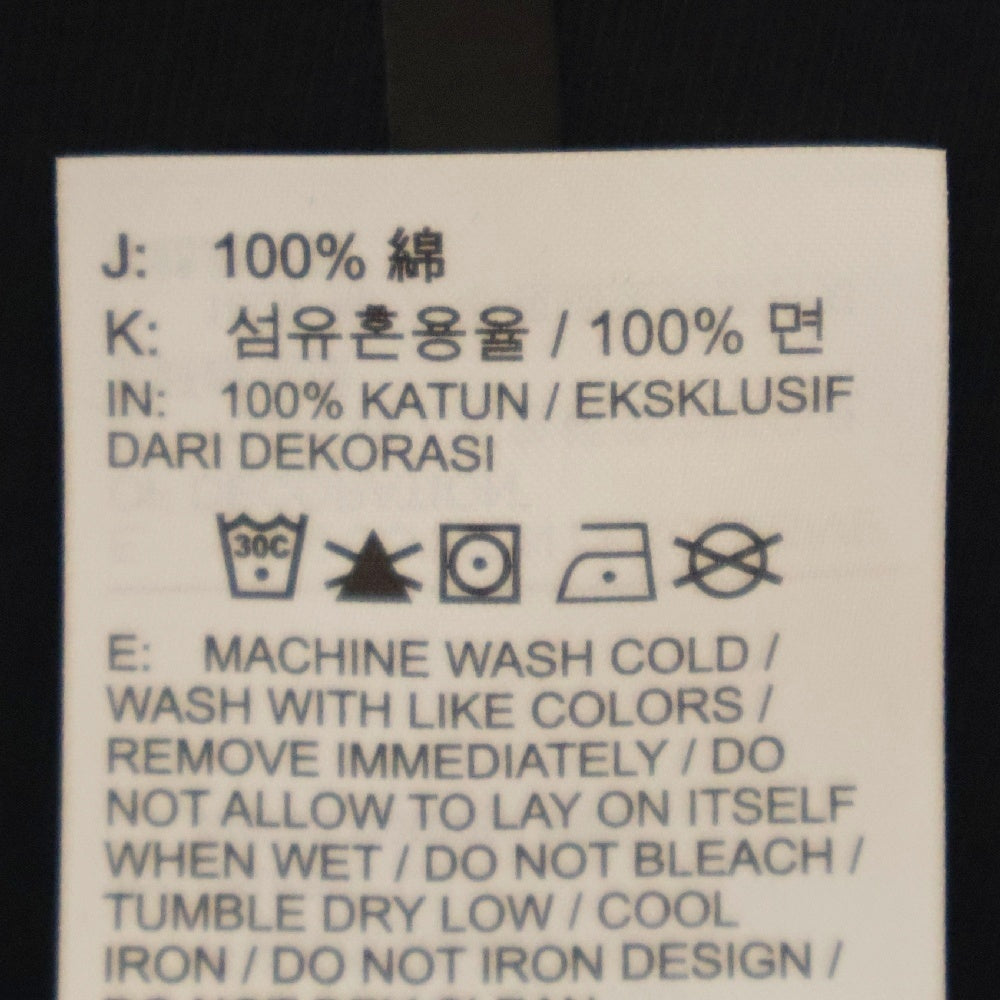 J: 100% 綿
K: 섬유혼용율 / 100% 면
IN: 100% KATUN / EKSKLUSIF
DARI DEKORASI
30C
E: MACHINE WASH COLD /
WASH WITH LIKE COLORS /
REMOVE IMMEDIATELY / DO
NOT ALLOW TO LAY ON ITSELF
WHEN WET / DO NOT BLEACH /
TUMBLE DRY LOW / COOL
IRON / DO NOT IRON DESIGN /